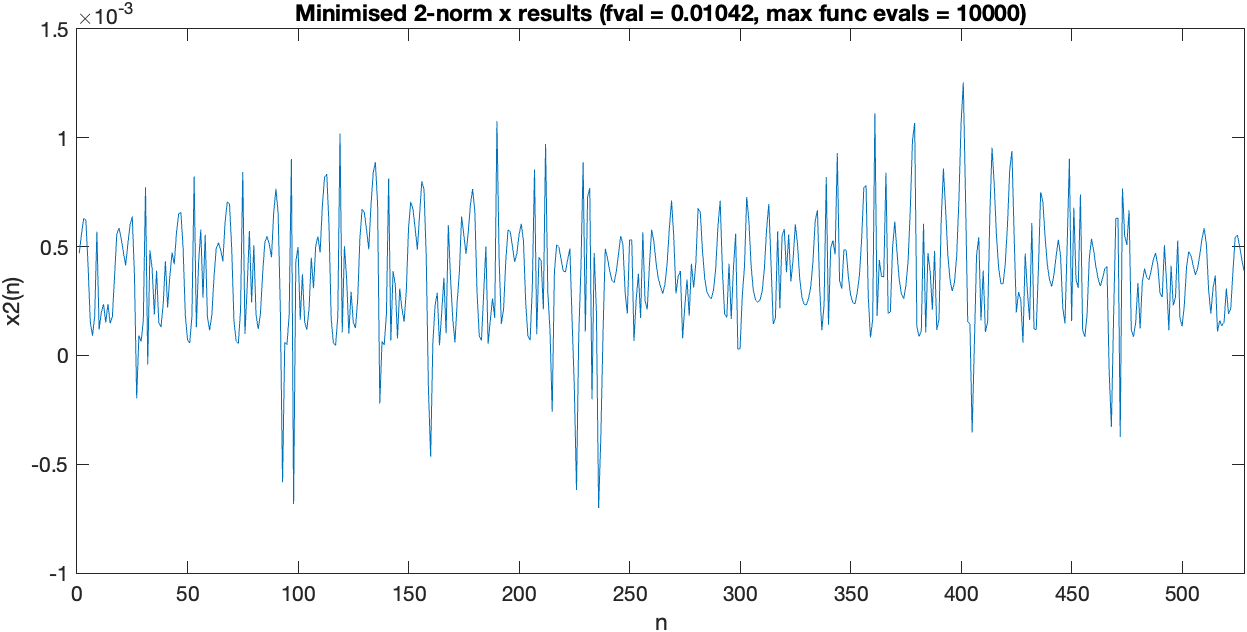 Minimised 2-norm x results (fval = 0.01042, max func evals = 10000)
×10⁻³
1.5
1
0.5
0
-0.5
-1
x2(n)
0 50 100 150 200 250 300 350 400 450 500
n